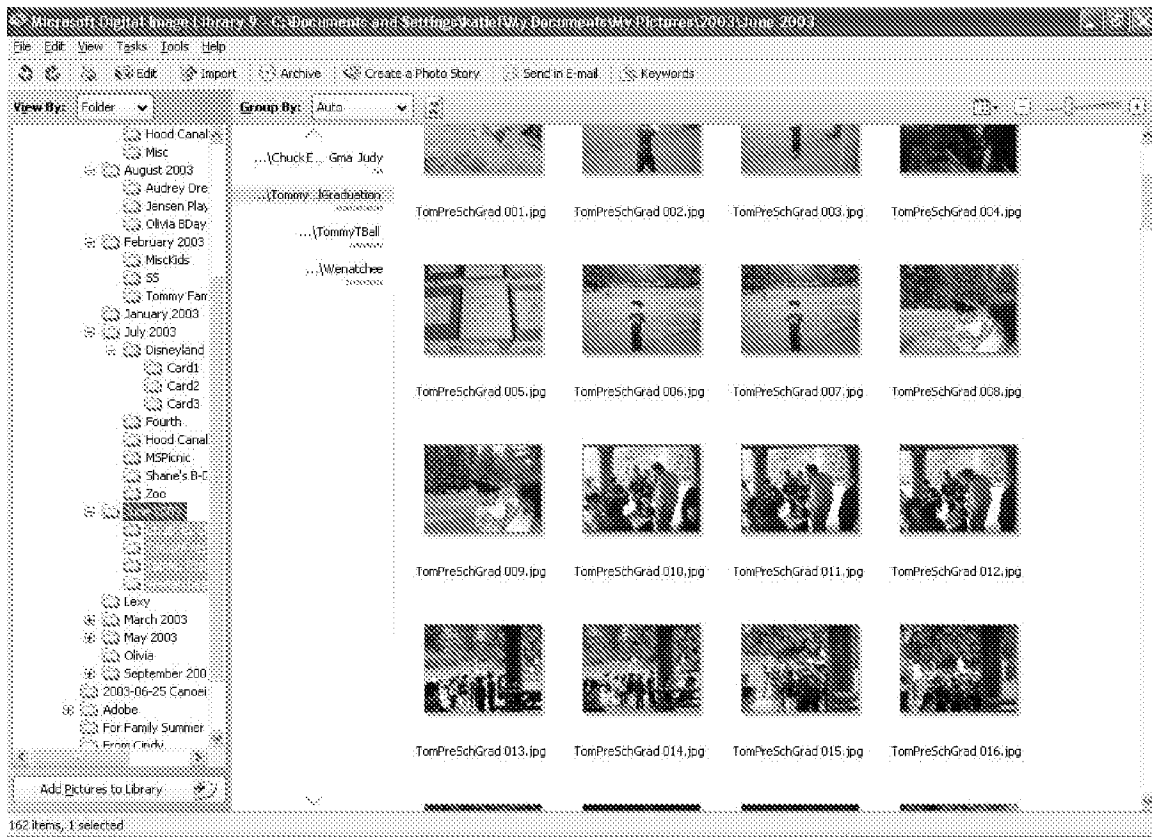 Microsoft Digital Image Library 9 - C:\Documents and Settings\katief\My Documents\My Pictures\2003\June 2003
File Edit View Tasks Tools Help
Edit Import Archive Create a Photo Story Send in E-mail Keywords
View By: Folder
Group By: Auto
Hood Canal
Misc
August 2003
Audrey Dre
Jensen Play
Olivia BDay
February 2003
MiscKids
SS
Tommy Fam
January 2003
July 2003
Disneyland
Card1
Card2
Card3
Fourth
Hood Canal
MSPicnic
Shane's B-D
Zoo
Lexy
March 2003
May 2003
Olivia
September 200
2003-06-25 Canoei
Adobe
For Family Summer
From Cindy
Add Pictures to Library
...\ChuckE... Gma Judy
...\Tommy...lGraduation
...\TommyTBall
...\Wenatchee
TomPreSchGrad 001.jpg TomPreSchGrad 002.jpg TomPreSchGrad 003.jpg TomPreSchGrad 004.jpg
TomPreSchGrad 005.jpg TomPreSchGrad 006.jpg TomPreSchGrad 007.jpg TomPreSchGrad 008.jpg
TomPreSchGrad 009.jpg TomPreSchGrad 010.jpg TomPreSchGrad 011.jpg TomPreSchGrad 012.jpg
TomPreSchGrad 013.jpg TomPreSchGrad 014.jpg TomPreSchGrad 015.jpg TomPreSchGrad 016.jpg
162 items, 1 selected